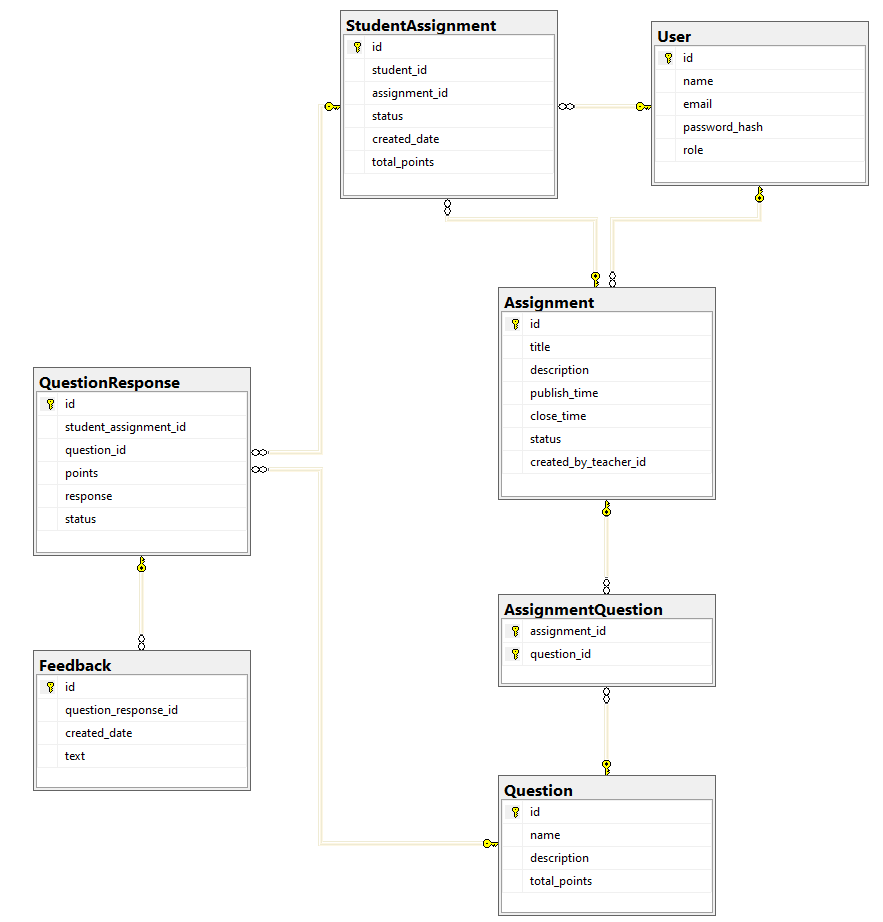 StudentAssignment
id
student_id
assignment_id
status
created_date
total_points
User
id
name
email
password_hash
role
Assignment
id
title
description
publish_time
close_time
status
created_by_teacher_id
QuestionResponse
id
student_assignment_id
question_id
points
response
status
AssignmentQuestion
assignment_id
question_id
Feedback
id
question_response_id
created_date
text
Question
id
name
description
total_points